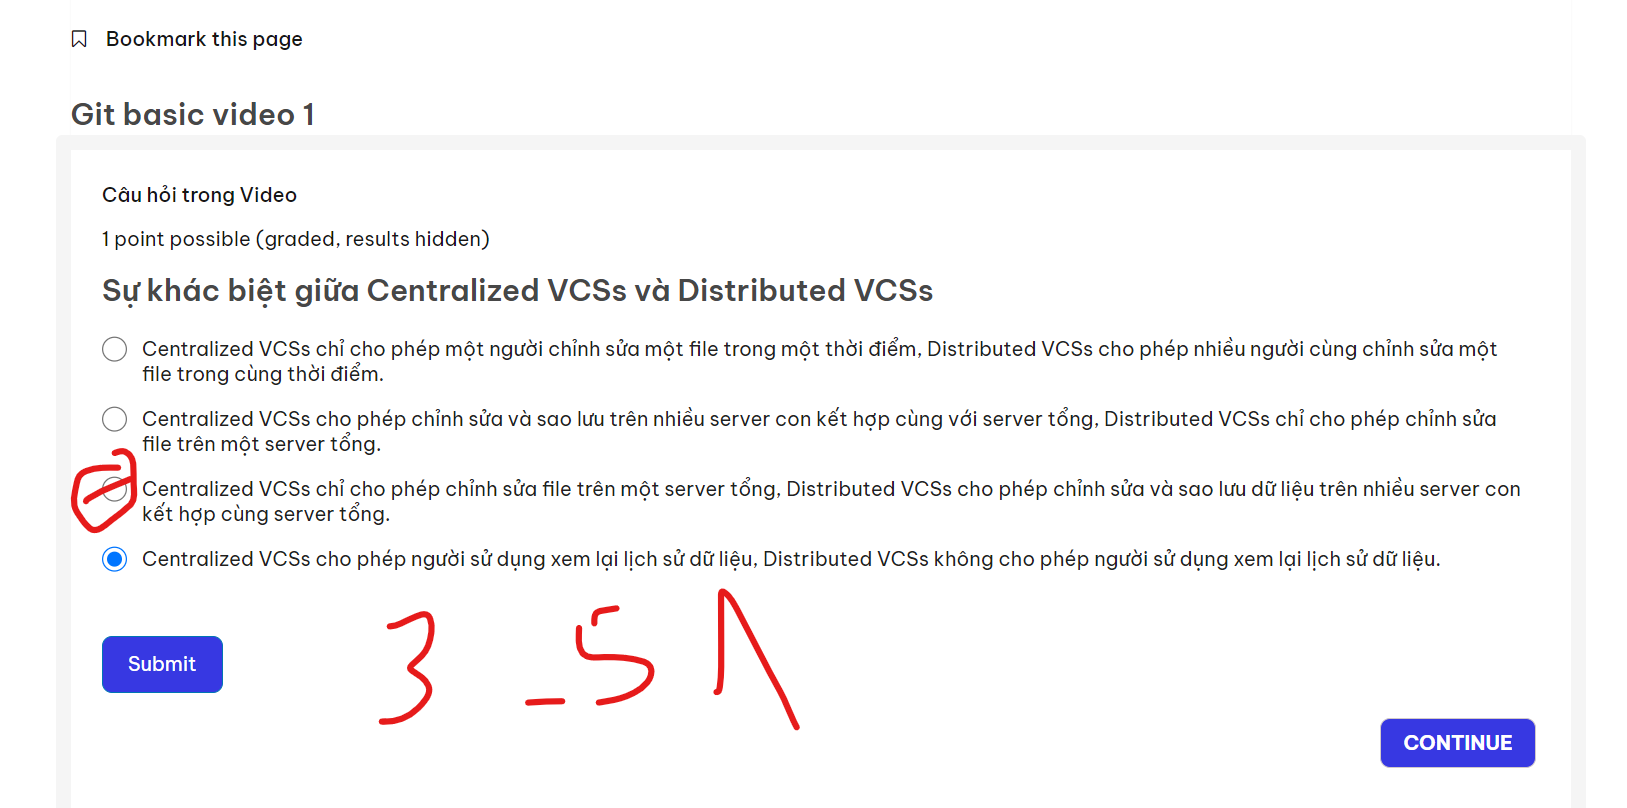 Bookmark this page
Git basic video 1
Câu hỏi trong Video
1 point possible (graded, results hidden)
Sự khác biệt giữa Centralized VCSs và Distributed VCSs
Centralized VCSs chỉ cho phép một người chỉnh sửa một file trong một thời điểm, Distributed VCSs cho phép nhiều người cùng chỉnh sửa một
file trong cùng thời điểm.
Centralized VCSs cho phép chỉnh sửa và sao lưu trên nhiều server con kết hợp cùng với server tổng, Distributed VCSs chỉ cho phép chỉnh sửa
file trên một server tổng.
Centralized VCSs chỉ cho phép chỉnh sửa file trên một server tổng, Distributed VCSs cho phép chỉnh sửa và sao lưu dữ liệu trên nhiều server con
kết hợp cùng server tổng.
Centralized VCSs cho phép người sử dụng xem lại lịch sử dữ liệu, Distributed VCSs không cho phép người sử dụng xem lại lịch sử dữ liệu.
Submit
3 _ 5
CONTINUE